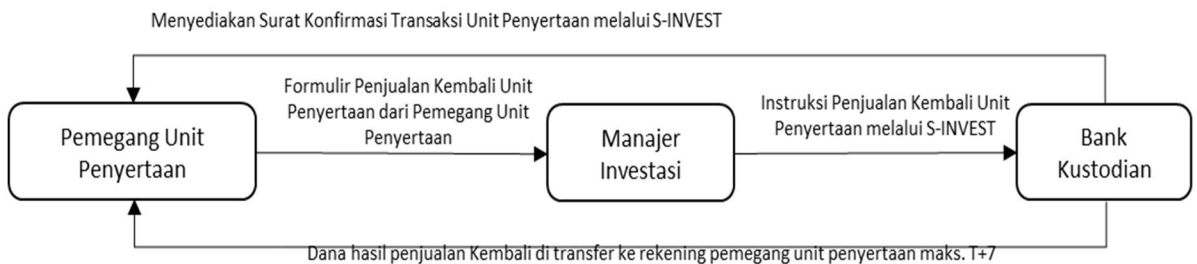 Menyediakan Surat Konfirmasi Transaksi Unit Penyertaan melalui S-INVEST
Pemegang Unit
Penyertaan
Formulir Penjualan Kembali Unit
Penyertaan dari Pemegang Unit
Penyertaan
Manajer
Investasi
Instruksi Penjualan Kembali Unit
Penyertaan melalui S-INVEST
Bank
Kustodian
Dana hasil penjualan Kembali di transfer ke rekening pemegang unit penyertaan maks. T+7